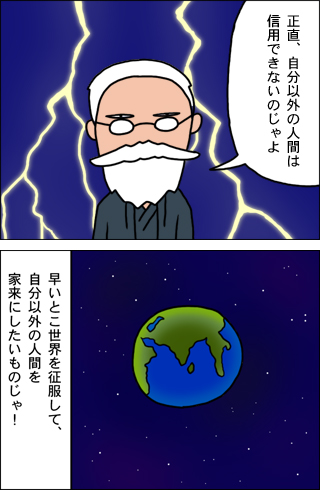 正直、自分以外の人間は
信用できないのじゃよ
早いとこ世界を征服して、
自分以外の人間を
家来にしたいものじゃ！